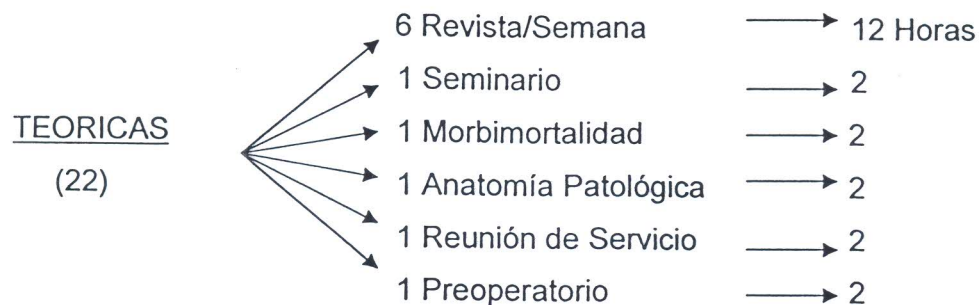 6 Revista/Semana 12 Horas
1 Seminario 2
TEORICAS
1 Morbimortalidad 2
(22)
1 Anatomía Patológica 2
1 Reunión de Servicio 2
1 Preoperatorio 2